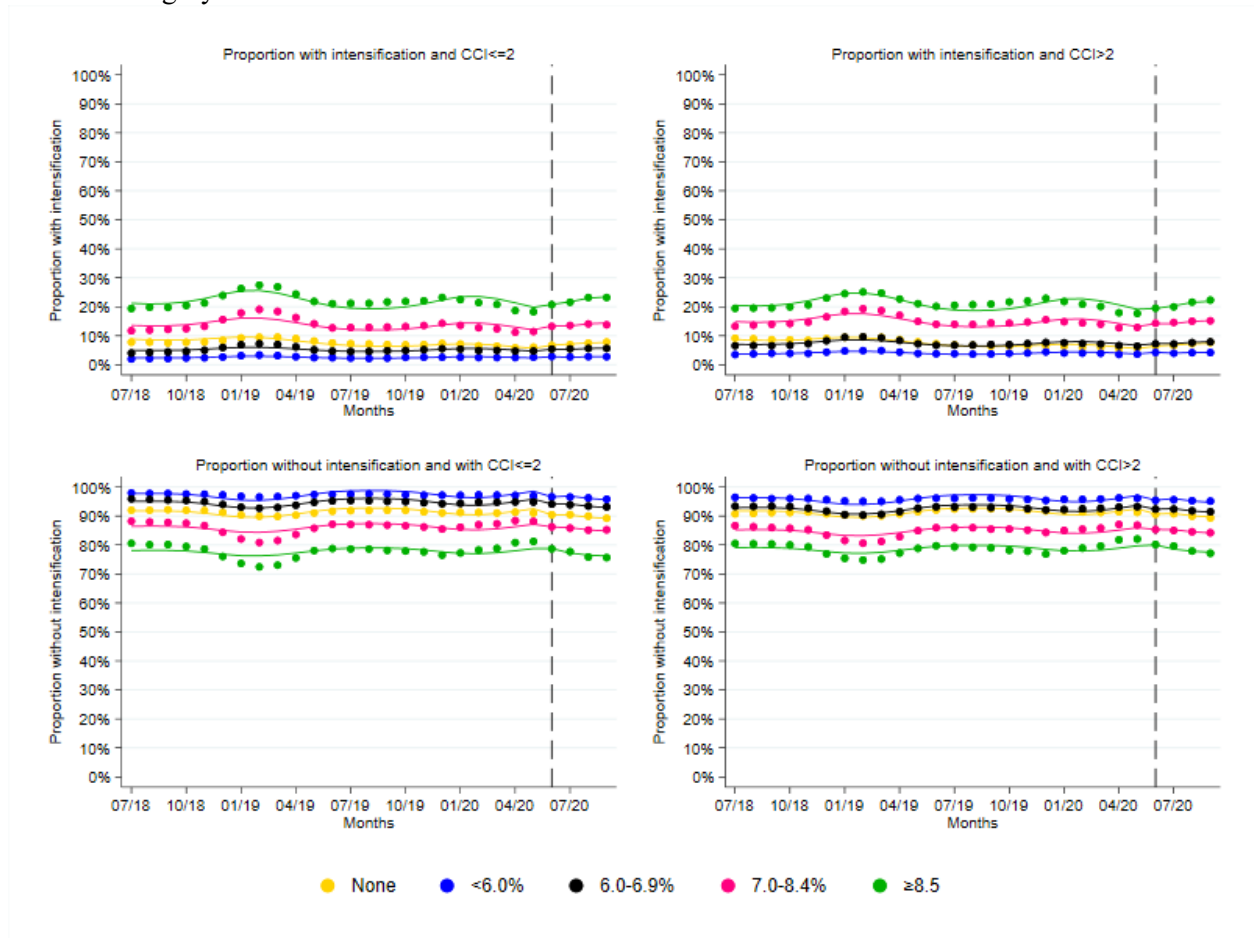 Proportion with intensification and CCI<=2
100%
90%
80%
70%
60%
50%
40%
30%
20%
10%
0%
Proportion with intensification
07/18 10/18 01/19 04/19 07/19 10/19 01/20 04/20 07/20
Months
Proportion with intensification and CCI>2
100%
90%
80%
70%
60%
50%
40%
30%
20%
10%
0%
Proportion with intensification
07/18 10/18 01/19 04/19 07/19 10/19 01/20 04/20 07/20
Months
Proportion without intensification and with CCI<=2
100%
90%
80%
70%
60%
50%
40%
30%
20%
10%
0%
Proportion without intensification
07/18 10/18 01/19 04/19 07/19 10/19 01/20 04/20 07/20
Months
Proportion without intensification and with CCI>2
100%
90%
80%
70%
60%
50%
40%
30%
20%
10%
0%
Proportion without intensification
07/18 10/18 01/19 04/19 07/19 10/19 01/20 04/20 07/20
Months
None <6.0% 6.0-6.9% 7.0-8.4% ≥8.5